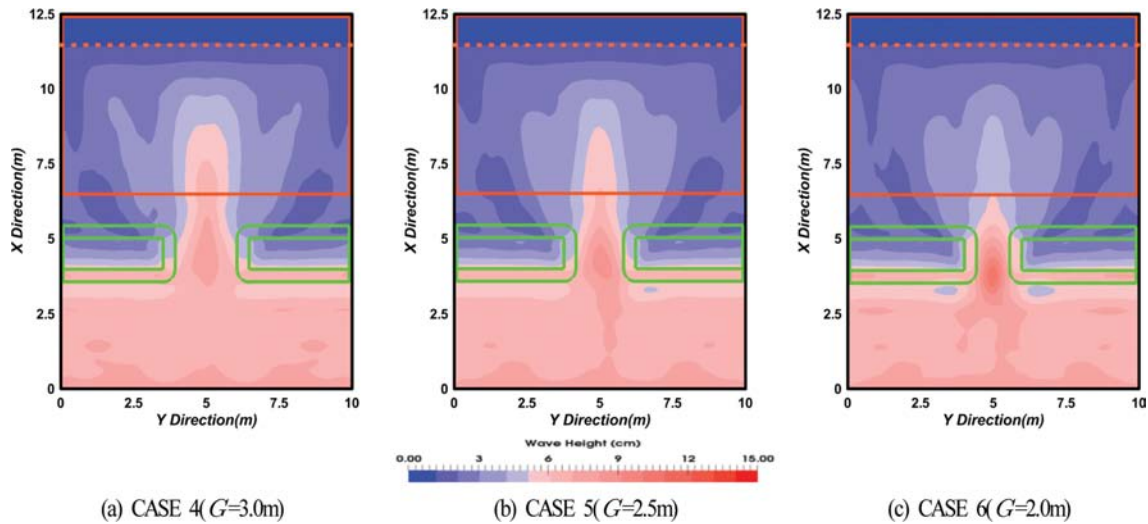 12.5
10
7.5
5
2.5
0
X Direction(m)
0 2.5 5 7.5 10
Y Direction(m)
12.5
10
7.5
5
2.5
0
X Direction(m)
0 2.5 5 7.5 10
Y Direction(m)
12.5
10
7.5
5
2.5
0
X Direction(m)
0 2.5 5 7.5 10
Y Direction(m)
Wave Height (cm)
0.00 3 6 9 12 15.00
(a) CASE 4(G=3.0m)
(b) CASE 5(G=2.5m)
(c) CASE 6(G=2.0m)